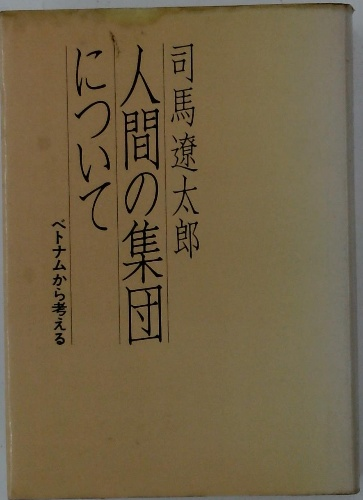 司馬遼太郎
人間の集団
について
ベトナムから考える